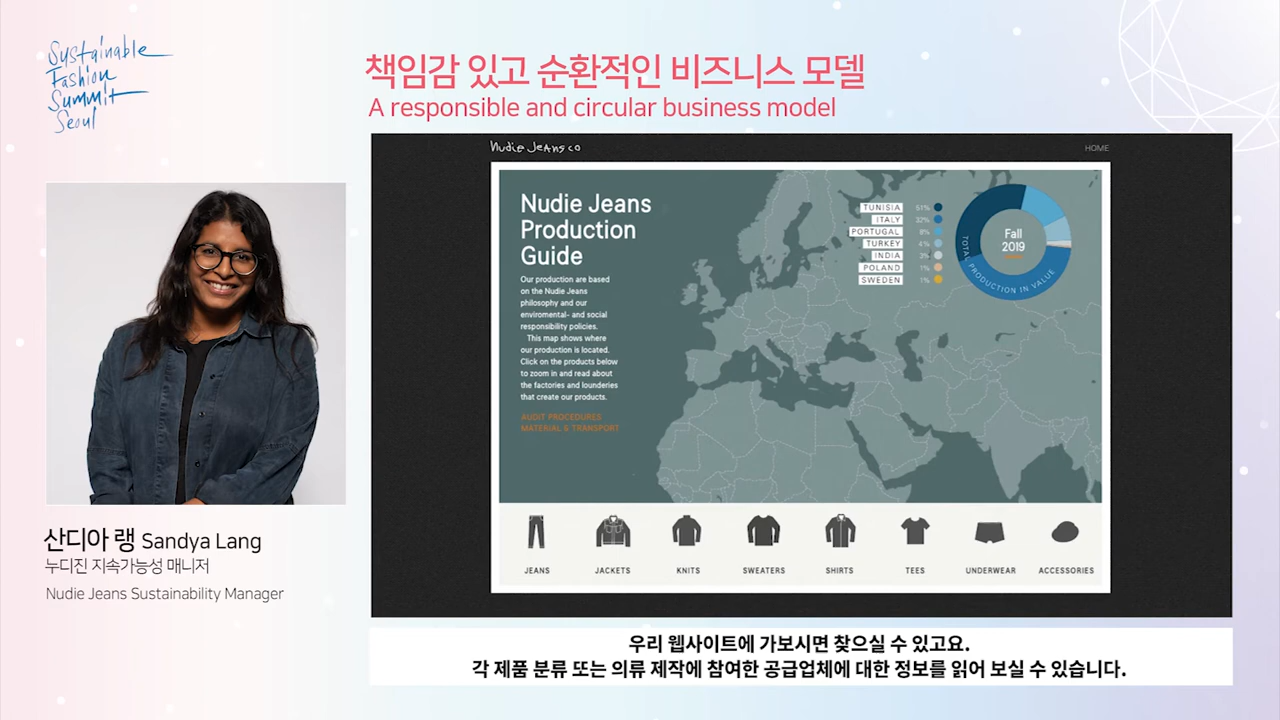 Sustainable
Fashion
Summit
Seoul
책임감 있고 순환적인 비즈니스 모델
A responsible and circular business model
nudie jeans co
HOME
Nudie Jeans
Production
Guide
Our production are based
on the Nudie Jeans
philosophy and our
enviromental- and social
responsibility policies.
This map shows where
our production is located.
Click on the products below
to zoom in and read about
the factories and lounderies
that create our products.
AUDIT PROCEDURES
MATERIAL & TRANSPORT
TUNISIA 51%
ITALY 32%
PORTUGAL 8%
TURKEY 4%
INDIA 3%
POLAND 1%
SWEDEN 1%
Fall
2019
TOTAL PRODUCTION IN VALUE
JEANS JACKETS KNITS SWEATERS SHIRTS TEES UNDERWEAR ACCESSORIES
산디아 랭 Sandya Lang
누디진 지속가능성 매니저
Nudie Jeans Sustainability Manager
우리 웹사이트에 가보시면 찾으실 수 있고요.
각 제품 분류 또는 의류 제작에 참여한 공급업체에 대한 정보를 읽어 보실 수 있습니다.